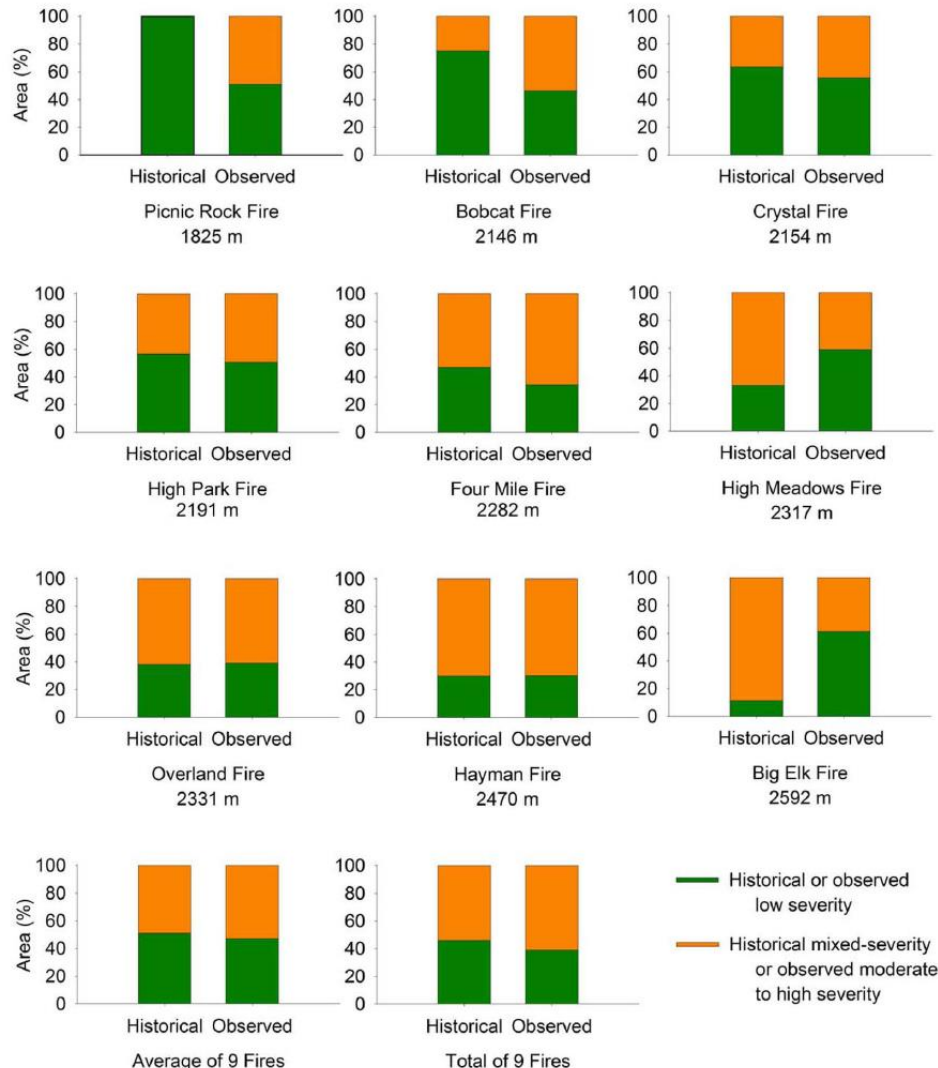 100
80
60
40
20
0
Area (%)
Historical Observed
Picnic Rock Fire
1825 m
100
80
60
40
20
0
Historical Observed
Bobcat Fire
2146 m
100
80
60
40
20
0
Historical Observed
Crystal Fire
2154 m
100
80
60
40
20
0
Area (%)
Historical Observed
High Park Fire
2191 m
100
80
60
40
20
0
Historical Observed
Four Mile Fire
2282 m
100
80
60
40
20
0
Historical Observed
High Meadows Fire
2317 m
100
80
60
40
20
0
Area (%)
Historical Observed
Overland Fire
2331 m
100
80
60
40
20
0
Historical Observed
Hayman Fire
2470 m
100
80
60
40
20
0
Historical Observed
Big Elk Fire
2592 m
100
80
60
40
20
0
Area (%)
Historical Observed
Average of 9 Fires
100
80
60
40
20
0
Historical Observed
Total of 9 Fires
Historical or observed
low severity
Historical mixed-severity
or observed moderate
to high severity